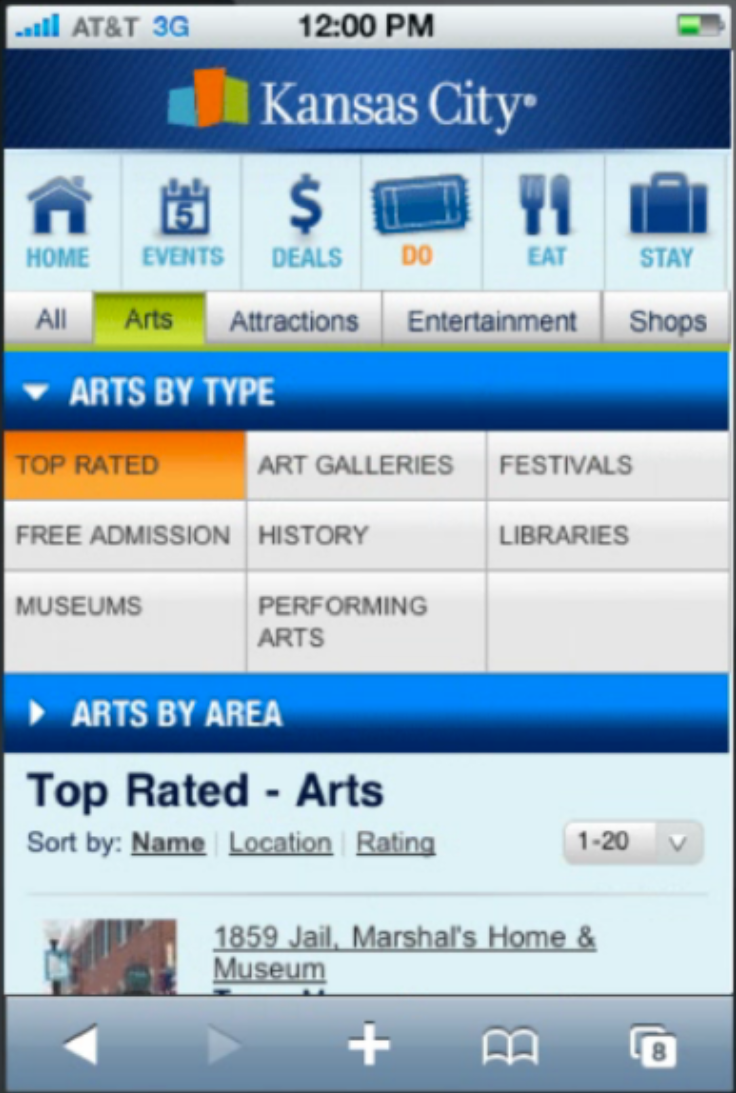 AT&T 3G 12:00 PM
Kansas City®
5
HOME EVENTS DEALS DO EAT STAY
All Arts Attractions Entertainment Shops
ARTS BY TYPE
TOP RATED ART GALLERIES FESTIVALS
FREE ADMISSION HISTORY LIBRARIES
MUSEUMS PERFORMING
ARTS
ARTS BY AREA
Top Rated - Arts
Sort by: Name | Location | Rating 1-20
1859 Jail, Marshal's Home &
Museum
8